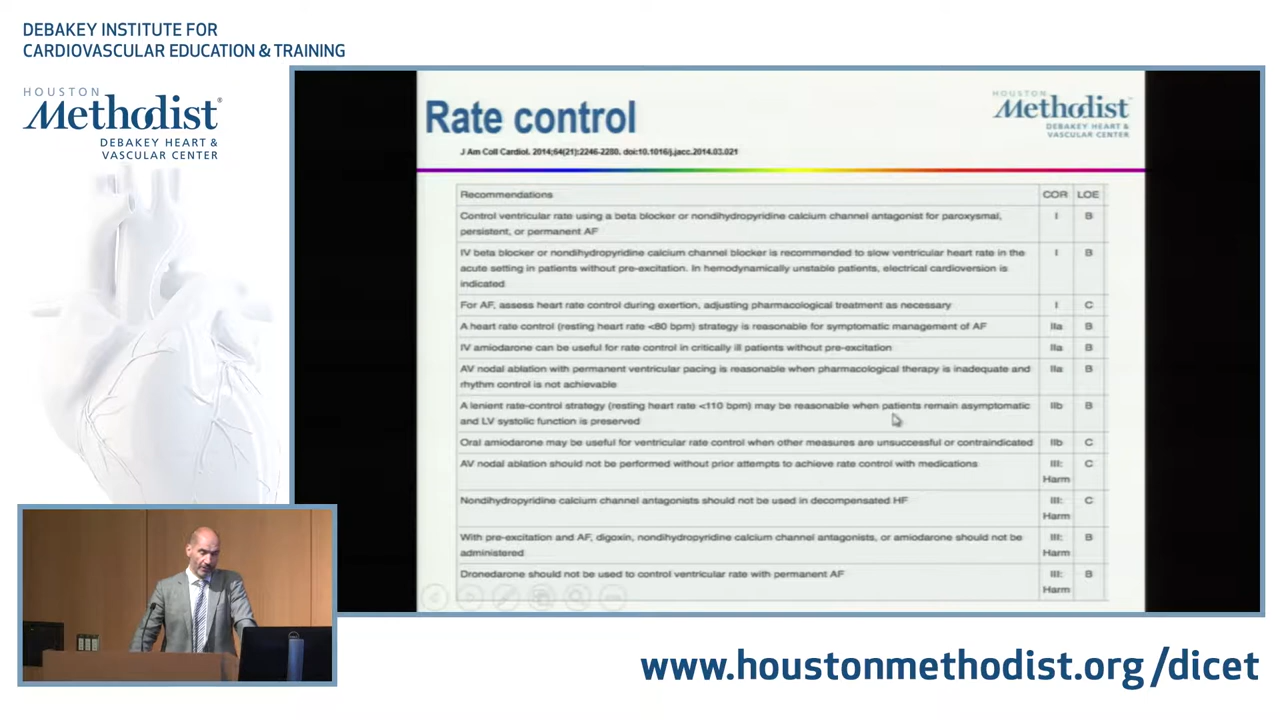 DEBAKEY INSTITUTE FOR
CARDIOVASCULAR EDUCATION & TRAINING
HOUSTON
Methodist®
DEBAKEY HEART &
VASCULAR CENTER
Rate control
HOUSTON
Methodist
DEBAKEY HEART &
VASCULAR CENTER
J Am Coll Cardiol. 2014;64(21):2246-2280. doi:10.1016/j.jacc.2014.03.021
Recommendations COR LOE
Control ventricular rate using a beta blocker or nondihydropyridine calcium channel antagonist for paroxysmal, I B
persistent, or permanent AF
IV beta blocker or nondihydropyridine calcium channel blocker is recommended to slow ventricular heart rate in the I B
acute setting in patients without pre-excitation. In hemodynamically unstable patients, electrical cardioversion is
indicated
For AF, assess heart rate control during exertion, adjusting pharmacological treatment as necessary I C
A heart rate control (resting heart rate <80 bpm) strategy is reasonable for symptomatic management of AF IIa B
IV amiodarone can be useful for rate control in critically ill patients without pre-excitation IIa B
AV nodal ablation with permanent ventricular pacing is reasonable when pharmacological therapy is inadequate and IIa B
rhythm control is not achievable
A lenient rate-control strategy (resting heart rate <110 bpm) may be reasonable when patients remain asymptomatic IIb B
and LV systolic function is preserved
Oral amiodarone may be useful for ventricular rate control when other measures are unsuccessful or contraindicated IIb C
AV nodal ablation should not be performed without prior attempts to achieve rate control with medications III: C
Harm
Nondihydropyridine calcium channel antagonists should not be used in decompensated HF III: C
Harm
With pre-excitation and AF, digoxin, nondihydropyridine calcium channel antagonists, or amiodarone should not be III: B
administered Harm
Dronedarone should not be used to control ventricular rate with permanent AF III: B
Harm
www.houstonmethodist.org/dicet